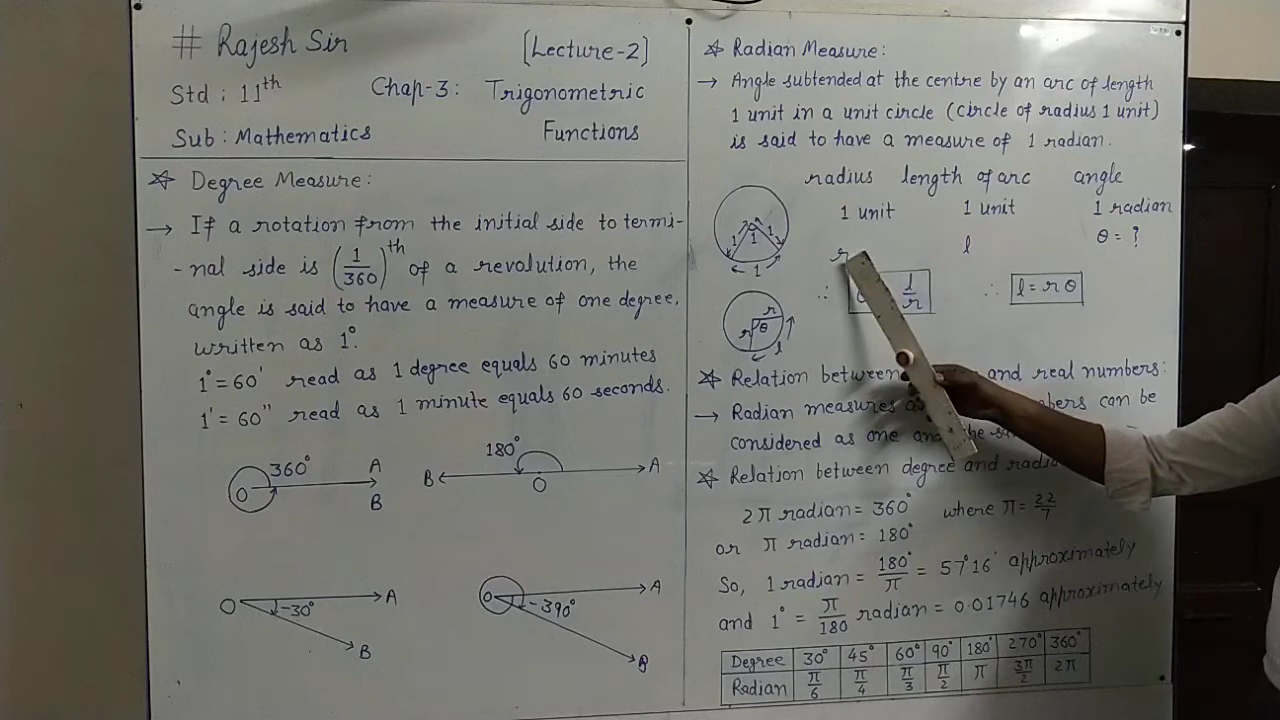 # Rajesh Sir [Lecture-2]
Std : 11th Chap-3: Trigonometric
Sub : Mathematics Functions
☆ Degree Measure:
→ If a rotation from the initial side to termi-
-nal side is (1/360)th of a revolution, the
angle is said to have a measure of one degree,
written as 1°.
1° = 60' read as 1 degree equals 60 minutes
1' = 60" read as 1 minute equals 60 seconds.
360° A
O B
180°
B O A
O -30° A
B
O -390° A
B
☆ Radian Measure:
→ Angle subtended at the centre by an arc of length
1 unit in a unit circle (circle of radius 1 unit)
is said to have a measure of 1 radian.
radius length of arc angle
1 unit 1 unit 1 radian
r l θ = ?
1 1 1
1
∴ l/r ∴ l = r θ
r
r θ
l
☆ Relation between and real numbers:
→ Radian measures can be
considered as one and the
☆ Relation between degree and
2π radian = 360° where π = 22/7
or π radian = 180°
So, 1 radian = 180°/π = 57°16' approximately
and 1° = π/180 radian = 0.01746 approximately
Degree 30° 45° 60° 90° 180° 270° 360°
Radian π/6 π/4 π/3 π/2 π 3π/2 2π